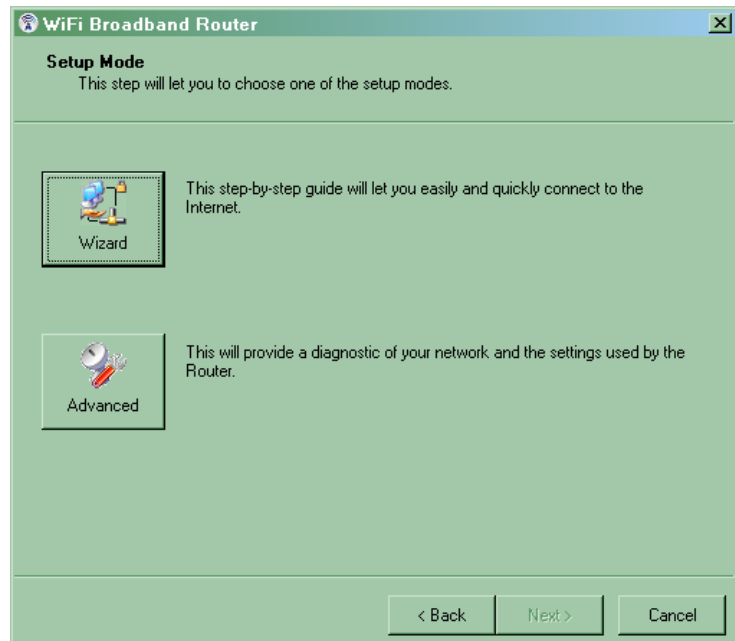 WiFi Broadband Router
Setup Mode
This step will let you to choose one of the setup modes.
This step-by-step guide will let you easily and quickly connect to the
Internet.
Wizard
This will provide a diagnostic of your network and the settings used by the
Router.
Advanced
< Back
Next >
Cancel